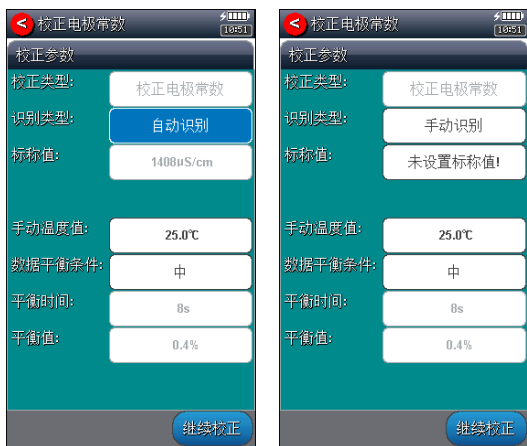 < 校正电极常数 10:51
校正参数
校正类型: 校正电极常数
识别类型: 自动识别
标称值: 1408μS/cm
手动温度值: 25.0℃
数据平衡条件: 中
平衡时间: 8s
平衡值: 0.4%
继续校正
< 校正电极常数 10:51
校正参数
校正类型: 校正电极常数
识别类型: 手动识别
标称值: 未设置标称值!
手动温度值: 25.0℃
数据平衡条件: 中
平衡时间: 8s
平衡值: 0.4%
继续校正